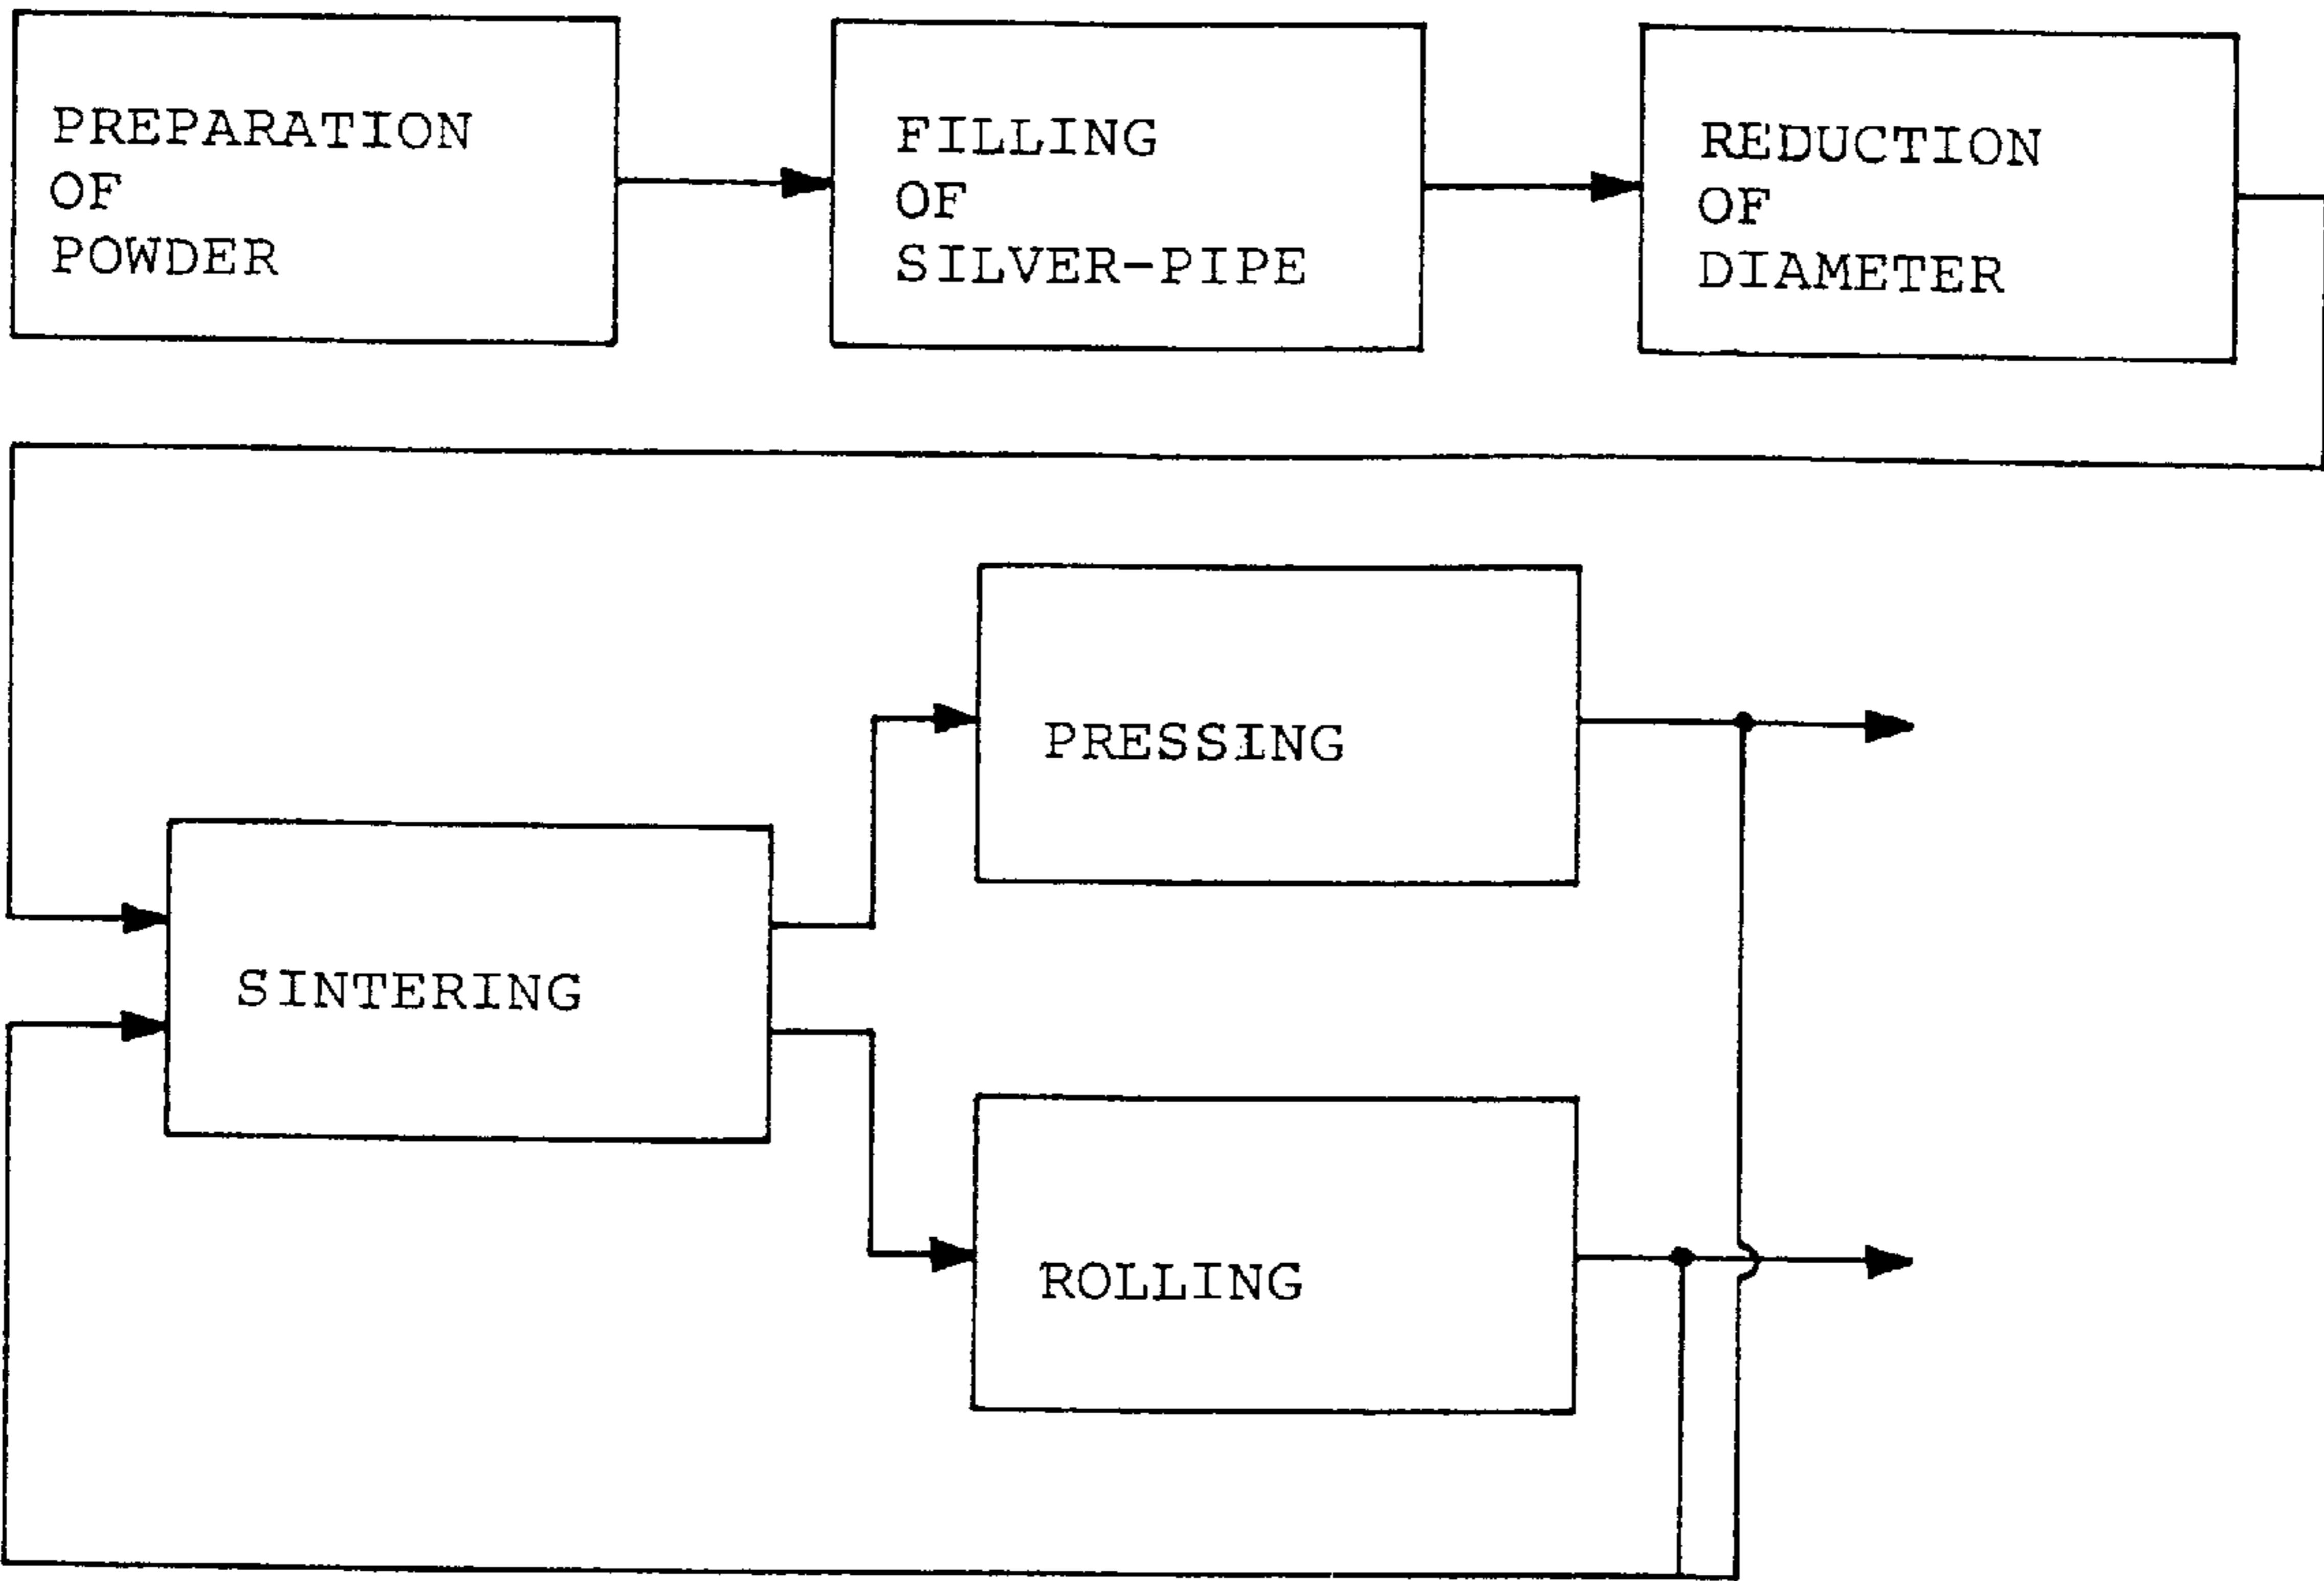 PREPARATION
OF
POWDER
FILLING
OF
SILVER-PIPE
REDUCTION
OF
DIAMETER
PRESSING
SINTERING
ROLLING